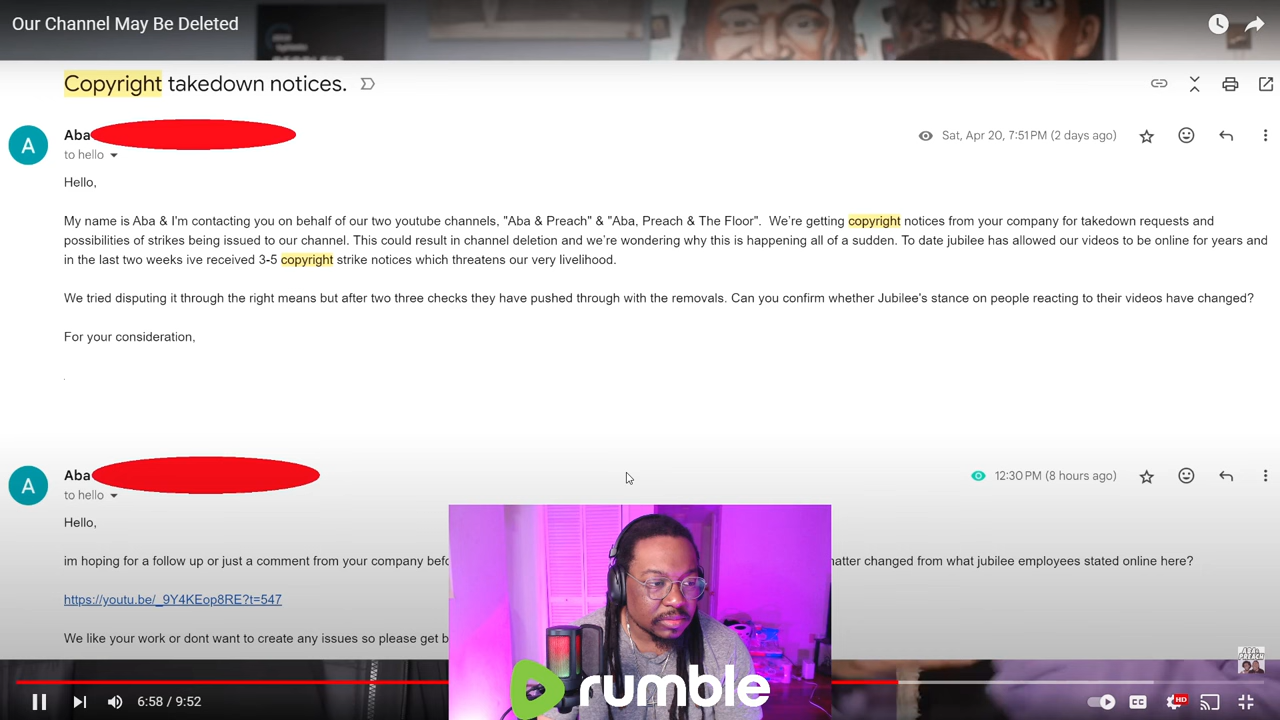 Our Channel May Be Deleted
Copyright takedown notices.
Aba
Sat, Apr 20, 7:51 PM (2 days ago)
to hello
Hello,
My name is Aba & I'm contacting you on behalf of our two youtube channels, "Aba & Preach" & "Aba, Preach & The Floor". We're getting copyright notices from your company for takedown requests and
possibilities of strikes being issued to our channel. This could result in channel deletion and we're wondering why this is happening all of a sudden. To date jubilee has allowed our videos to be online for years and
in the last two weeks ive received 3-5 copyright strike notices which threatens our very livelihood.
We tried disputing it through the right means but after two three checks they have pushed through with the removals. Can you confirm whether Jubilee's stance on people reacting to their videos have changed?
For your consideration,
.
Aba
12:30 PM (8 hours ago)
to hello
Hello,
im hoping for a follow up or just a comment from your company changed from what jubilee employees stated online here?
https://youtu.be/_9Y4KEop8RE?t=547
We like your work or dont want to create any issues so please get
rumble
6:58 / 9:52
CC
HD